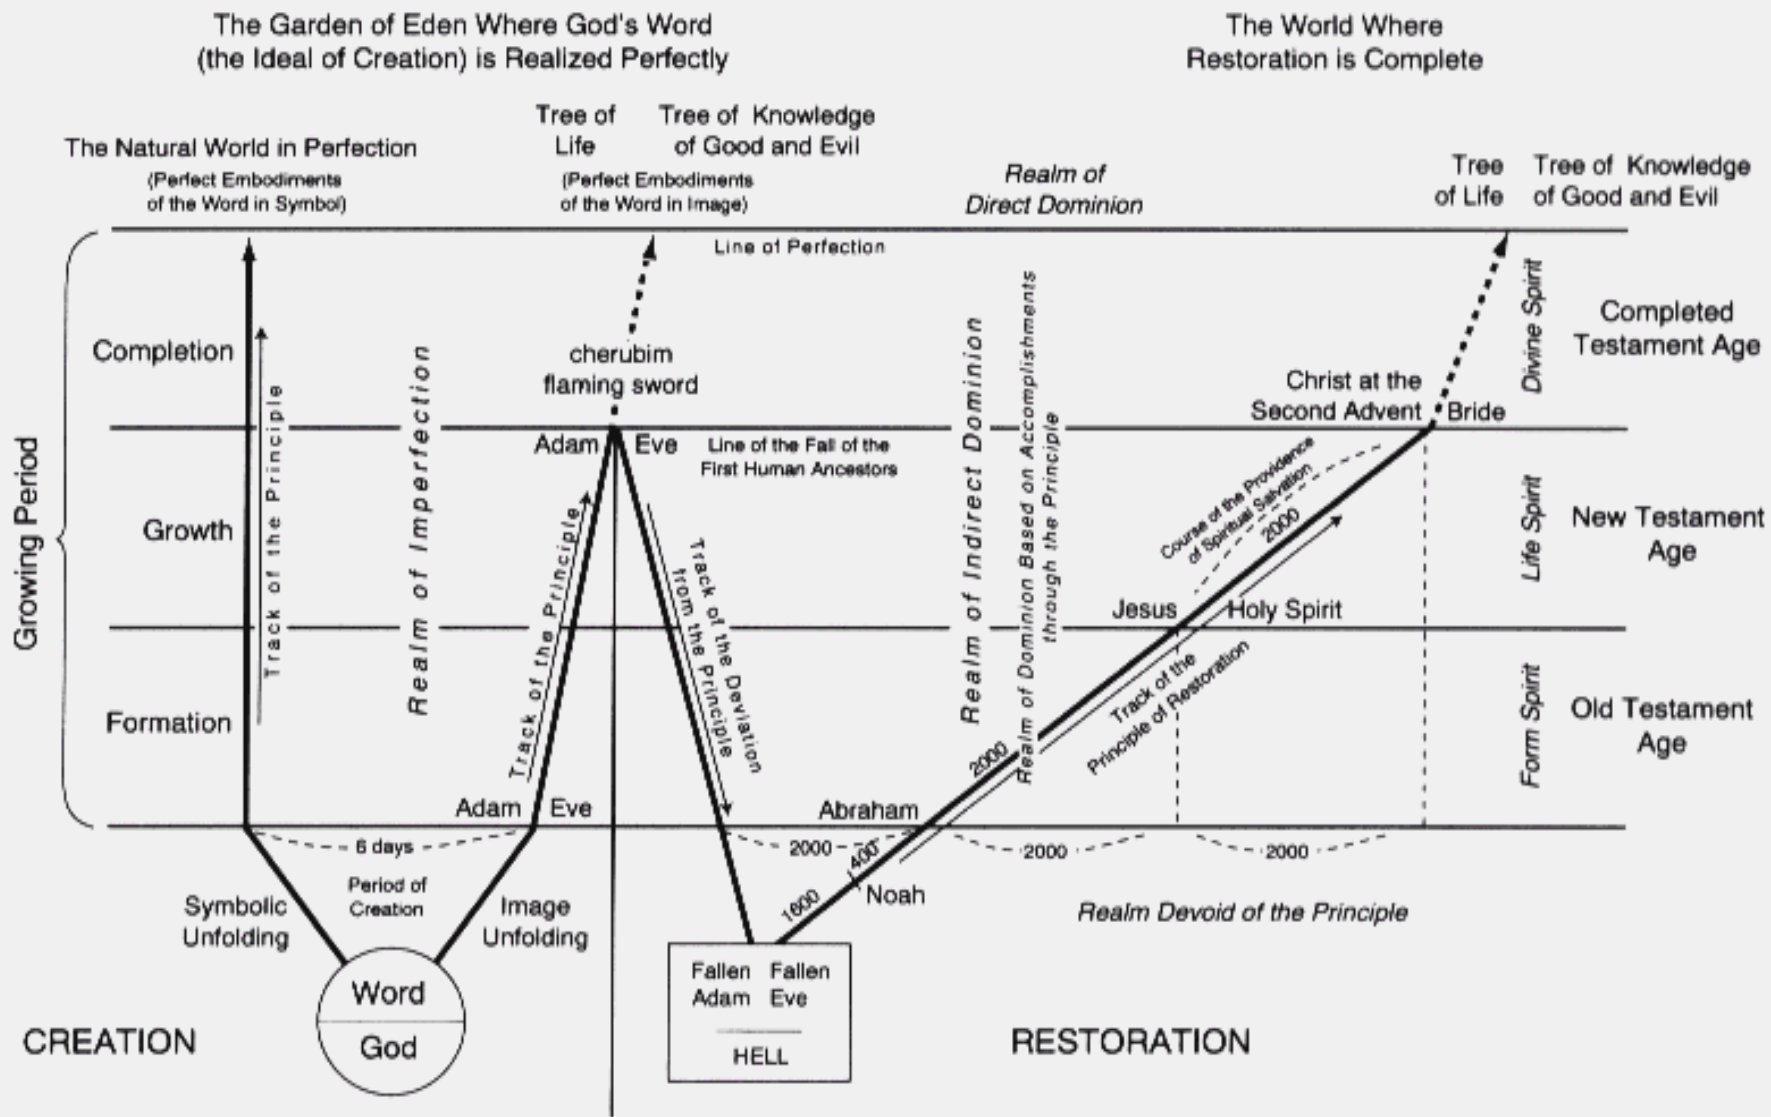 The Garden of Eden Where God's Word
(the Ideal of Creation) is Realized Perfectly
The World Where
Restoration is Complete
The Natural World in Perfection
(Perfect Embodiments
of the Word in Symbol)
Tree of
Life
Tree of Knowledge
of Good and Evil
(Perfect Embodiments
of the Word in Image)
Realm of
Direct Dominion
Tree
of Life
Tree of Knowledge
of Good and Evil
Line of Perfection
Growing Period
Completion
Growth
Formation
Track of the Principle
Realm of Imperfection
cherubim
flaming sword
Adam
Eve
Line of the Fall of the
First Human Ancestors
Track of the Principle
Track of the Deviation
from the Principle
Realm of Indirect Dominion
Realm of Dominion Based on Accomplishments
through the Principle
Christ at the
Second Advent
Bride
Course of the Providence
of Spiritual Salvation
2000
Jesus
Holy Spirit
Track of the
Principle of Restoration
2000
Divine Spirit
Life Spirit
Form Spirit
Completed
Testament Age
New Testament
Age
Old Testament
Age
Adam
Eve
Abraham
6 days
2000
400
2000
2000
Period of
Creation
Symbolic
Unfolding
Image
Unfolding
1600
Noah
Realm Devoid of the Principle
Word
God
Fallen Fallen
Adam Eve
HELL
CREATION
RESTORATION